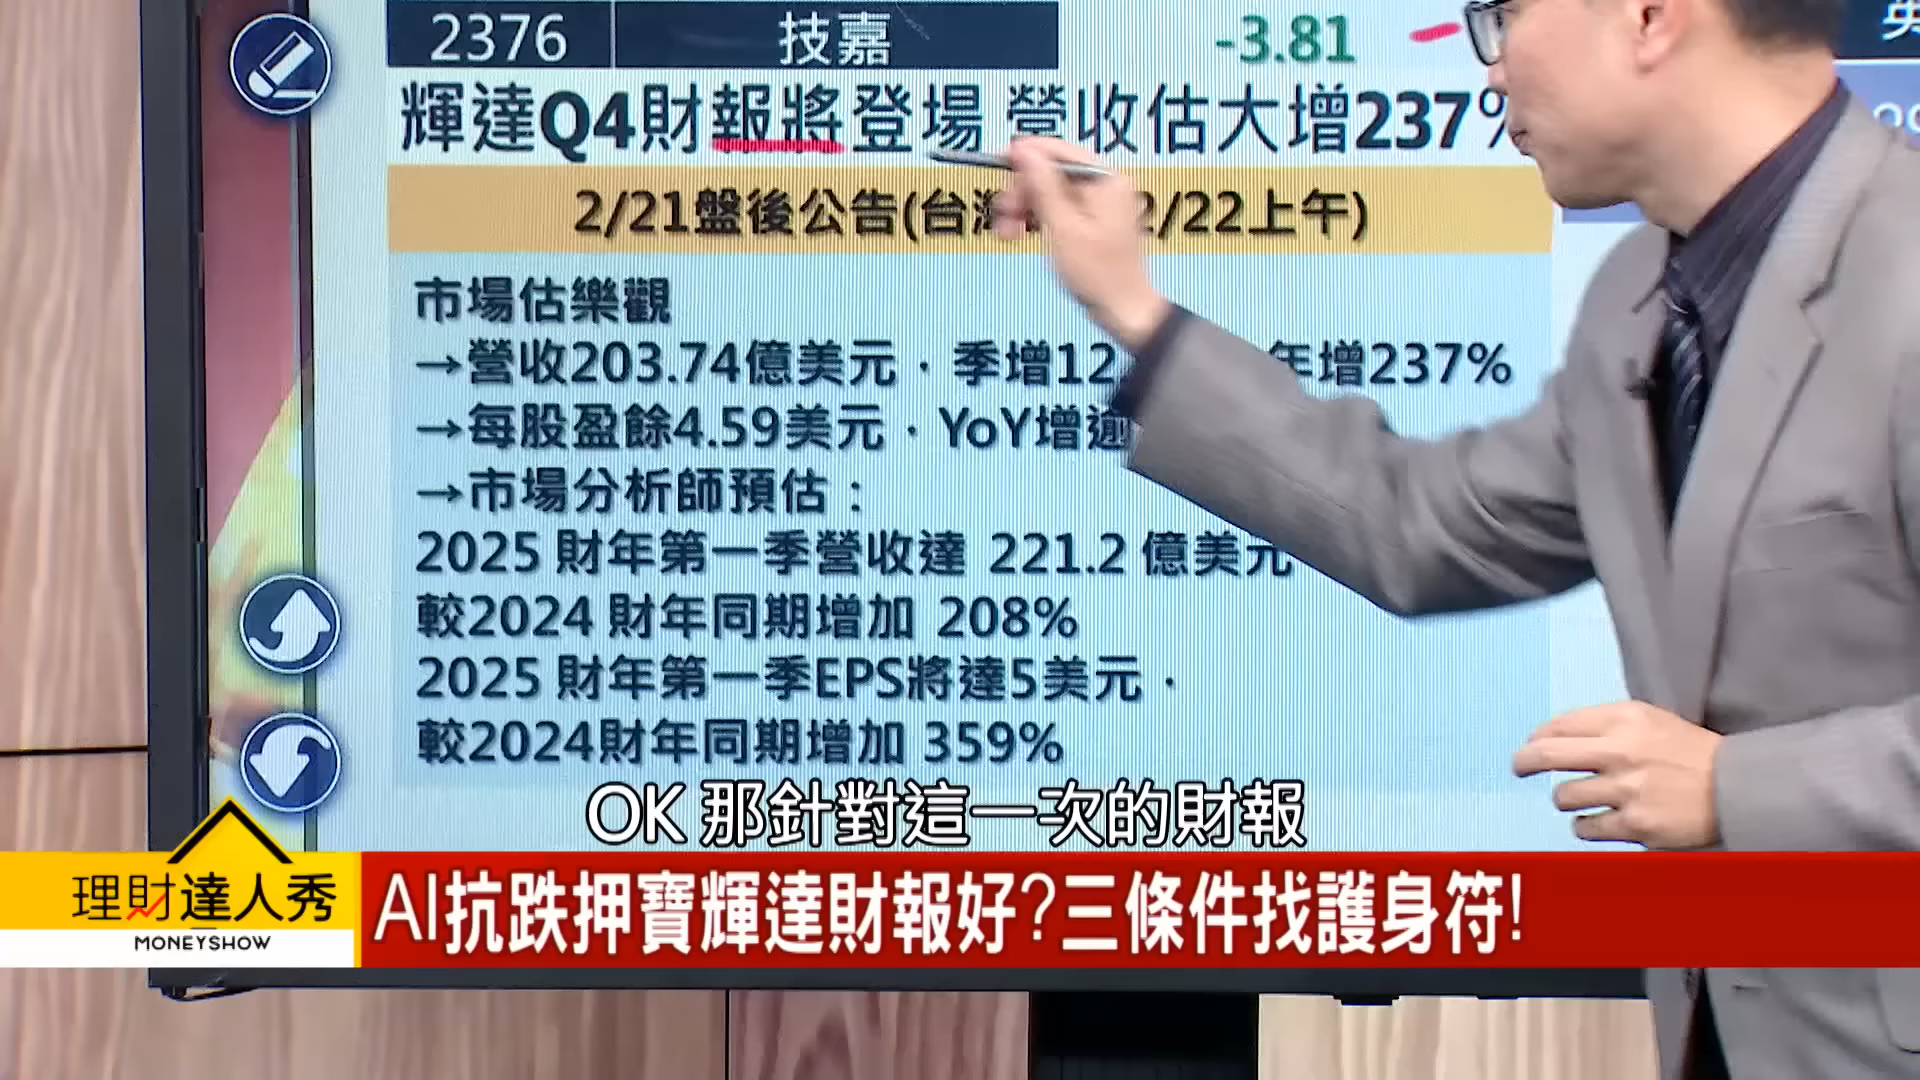 2376 技嘉 -3.81
輝達Q4財報將登場 營收估大增237%
2/21盤後公告(台灣 2/22上午)
市場估樂觀
→營收203.74億美元，季增12 年增237%
→每股盈餘4.59美元，YoY增逾
→市場分析師預估：
2025 財年第一季營收達 221.2 億美元
較2024 財年同期增加 208%
2025 財年第一季EPS將達5美元，
較2024財年同期增加 359%
OK 那針對這一次的財報
理財達人秀
MONEYSHOW
AI抗跌押寶輝達財報好?三條件找護身符!